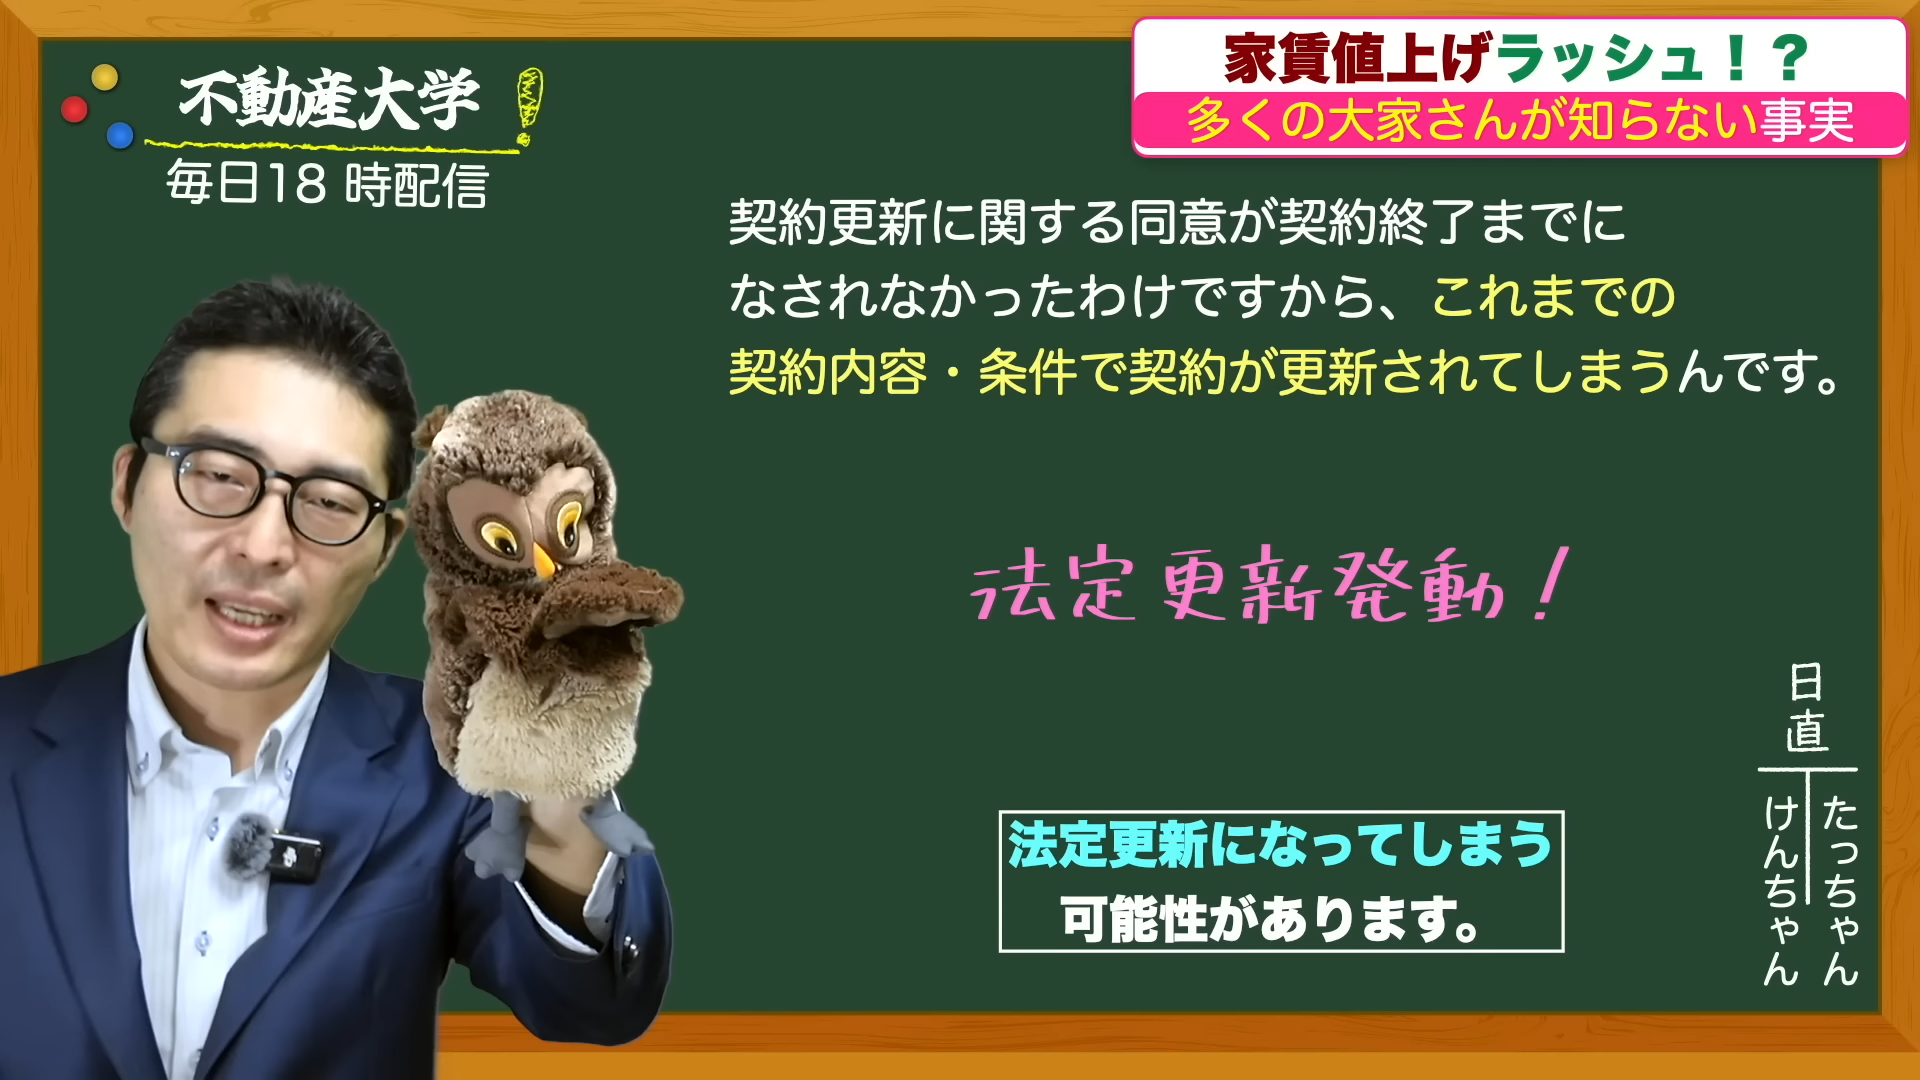 不動産大学！
毎日18 時配信
家賃値上げラッシュ！？
多くの大家さんが知らない事実
契約更新に関する同意が契約終了までに
なされなかったわけですから、これまでの
契約内容・条件で契約が更新されてしまうんです。
法定更新発動！
法定更新になってしまう
可能性があります。
日直
たっちゃん
けんちゃん